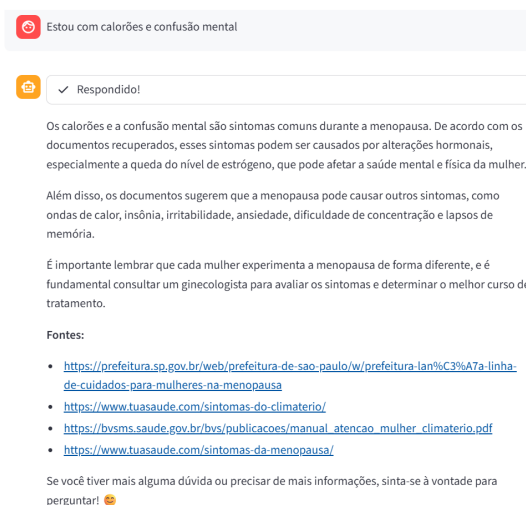 Estou com calorões e confusão mental
Respondido!
Os calorões e a confusão mental são sintomas comuns durante a menopausa. De acordo com os
documentos recuperados, esses sintomas podem ser causados por alterações hormonais,
especialmente a queda do nível de estrógeno, que pode afetar a saúde mental e física da mulher.
Além disso, os documentos sugerem que a menopausa pode causar outros sintomas, como
ondas de calor, insônia, irritabilidade, ansiedade, dificuldade de concentração e lapsos de
memória.
É importante lembrar que cada mulher experimenta a menopausa de forma diferente, e é
fundamental consultar um ginecologista para avaliar os sintomas e determinar o melhor curso de
tratamento.
Fontes:
https://prefeitura.sp.gov.br/web/prefeitura-de-sao-paulo/w/prefeitura-lan%C3%A7a-linha-
de-cuidados-para-mulheres-na-menopausa
https://www.tuasaude.com/sintomas-do-climaterio/
https://bvsms.saude.gov.br/bvs/publicacoes/manual_atencao_mulher_climaterio.pdf
https://www.tuasaude.com/sintomas-da-menopausa/
Se você tiver mais alguma dúvida ou precisar de mais informações, sinta-se à vontade para
perguntar! 😊